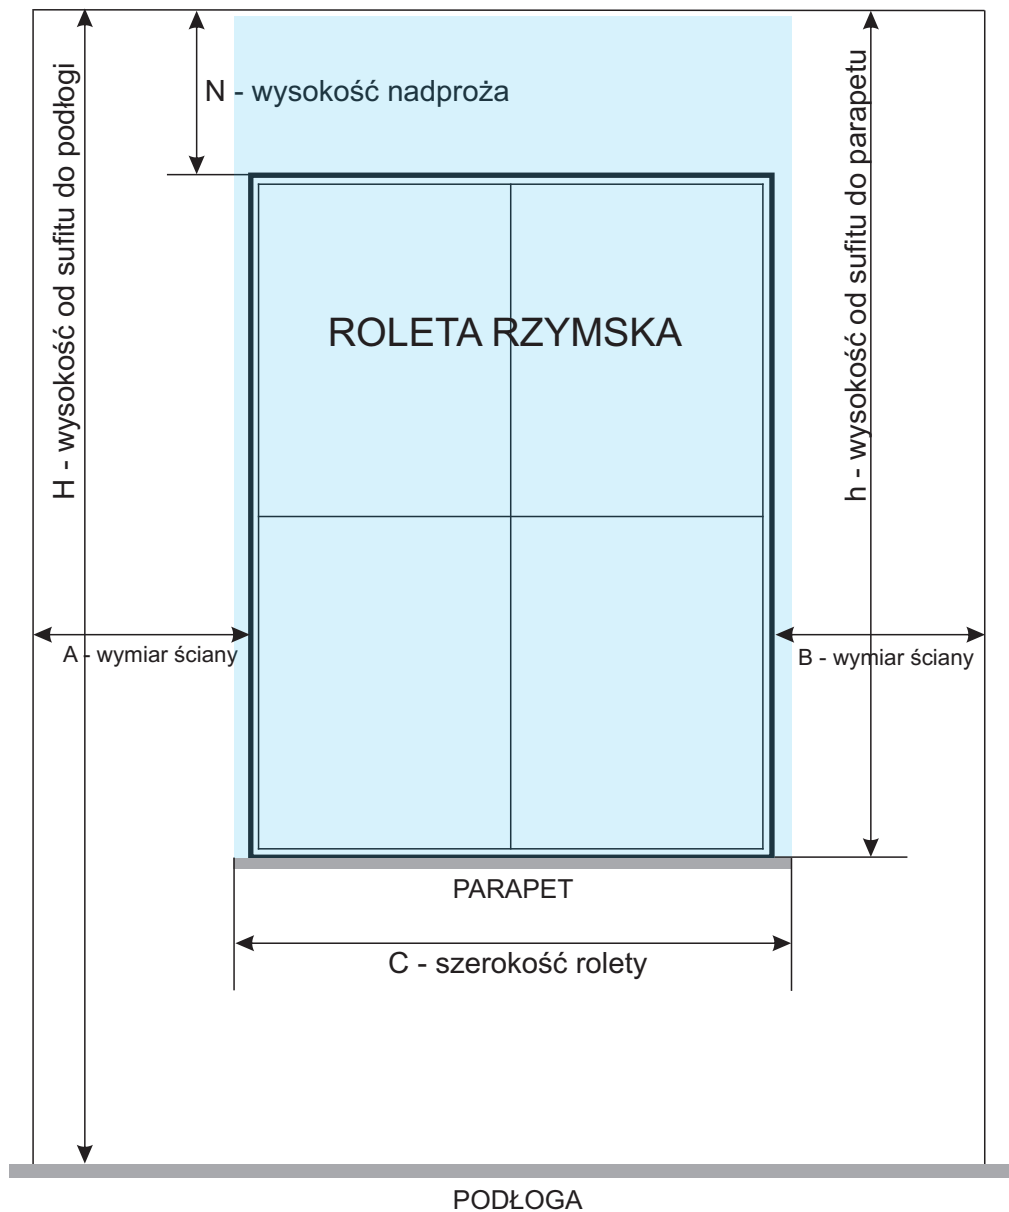 N - wysokość nadproża
H - wysokość od sufitu do podłogi
h - wysokość od sufitu do parapetu
ROLETA RZYMSKA
A - wymiar ściany
B - wymiar ściany
PARAPET
C - szerokość rolety
PODŁOGA